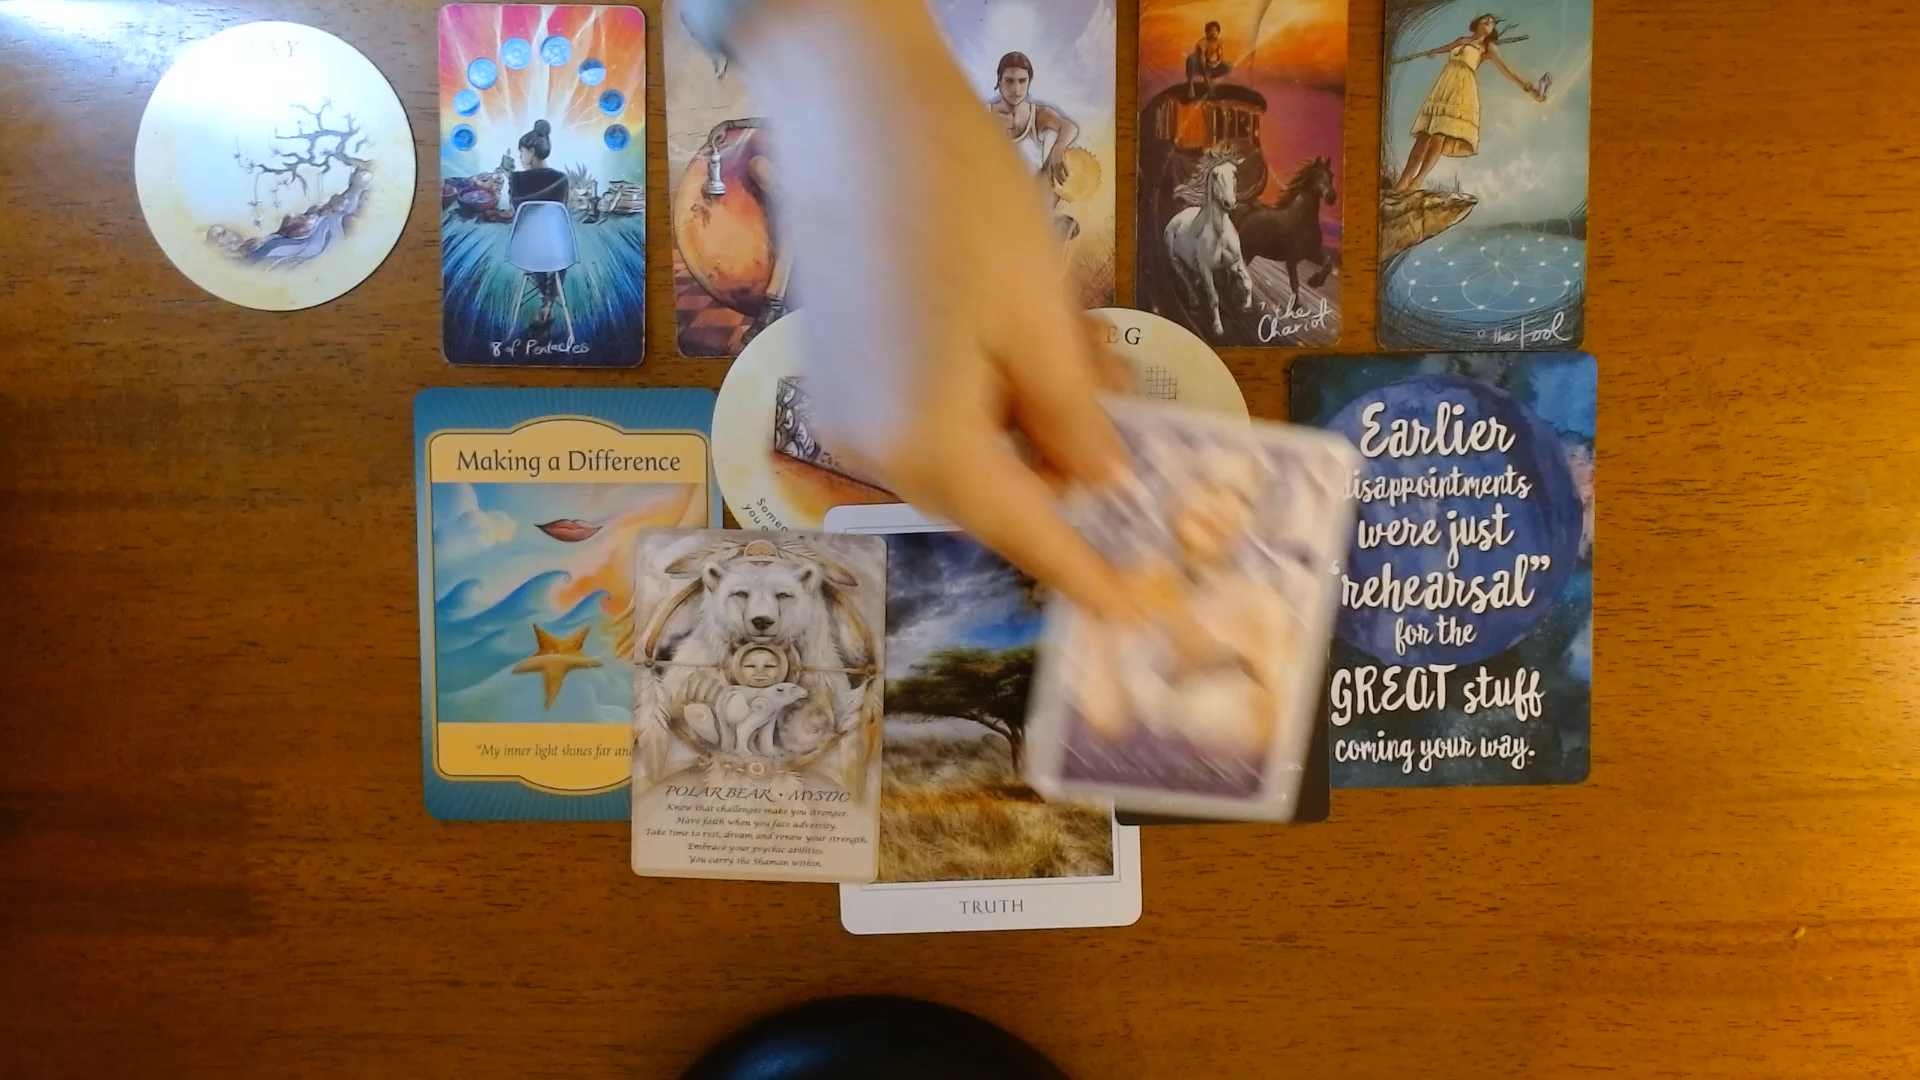 8 of Pentacles
7 the
Chariot
0 the Fool
EG
Making a Difference
"My inner light shines far
Earlier
disappointments
were just
"rehearsal"
for the
GREAT stuff
coming your way.
POLAR BEAR • MYSTIC
Know that challenges make you stronger.
Have faith when you face adversity.
Take time to rest, dream and renew your strength.
Embrace your psychic abilities.
You carry the Shaman within.
TRUTH